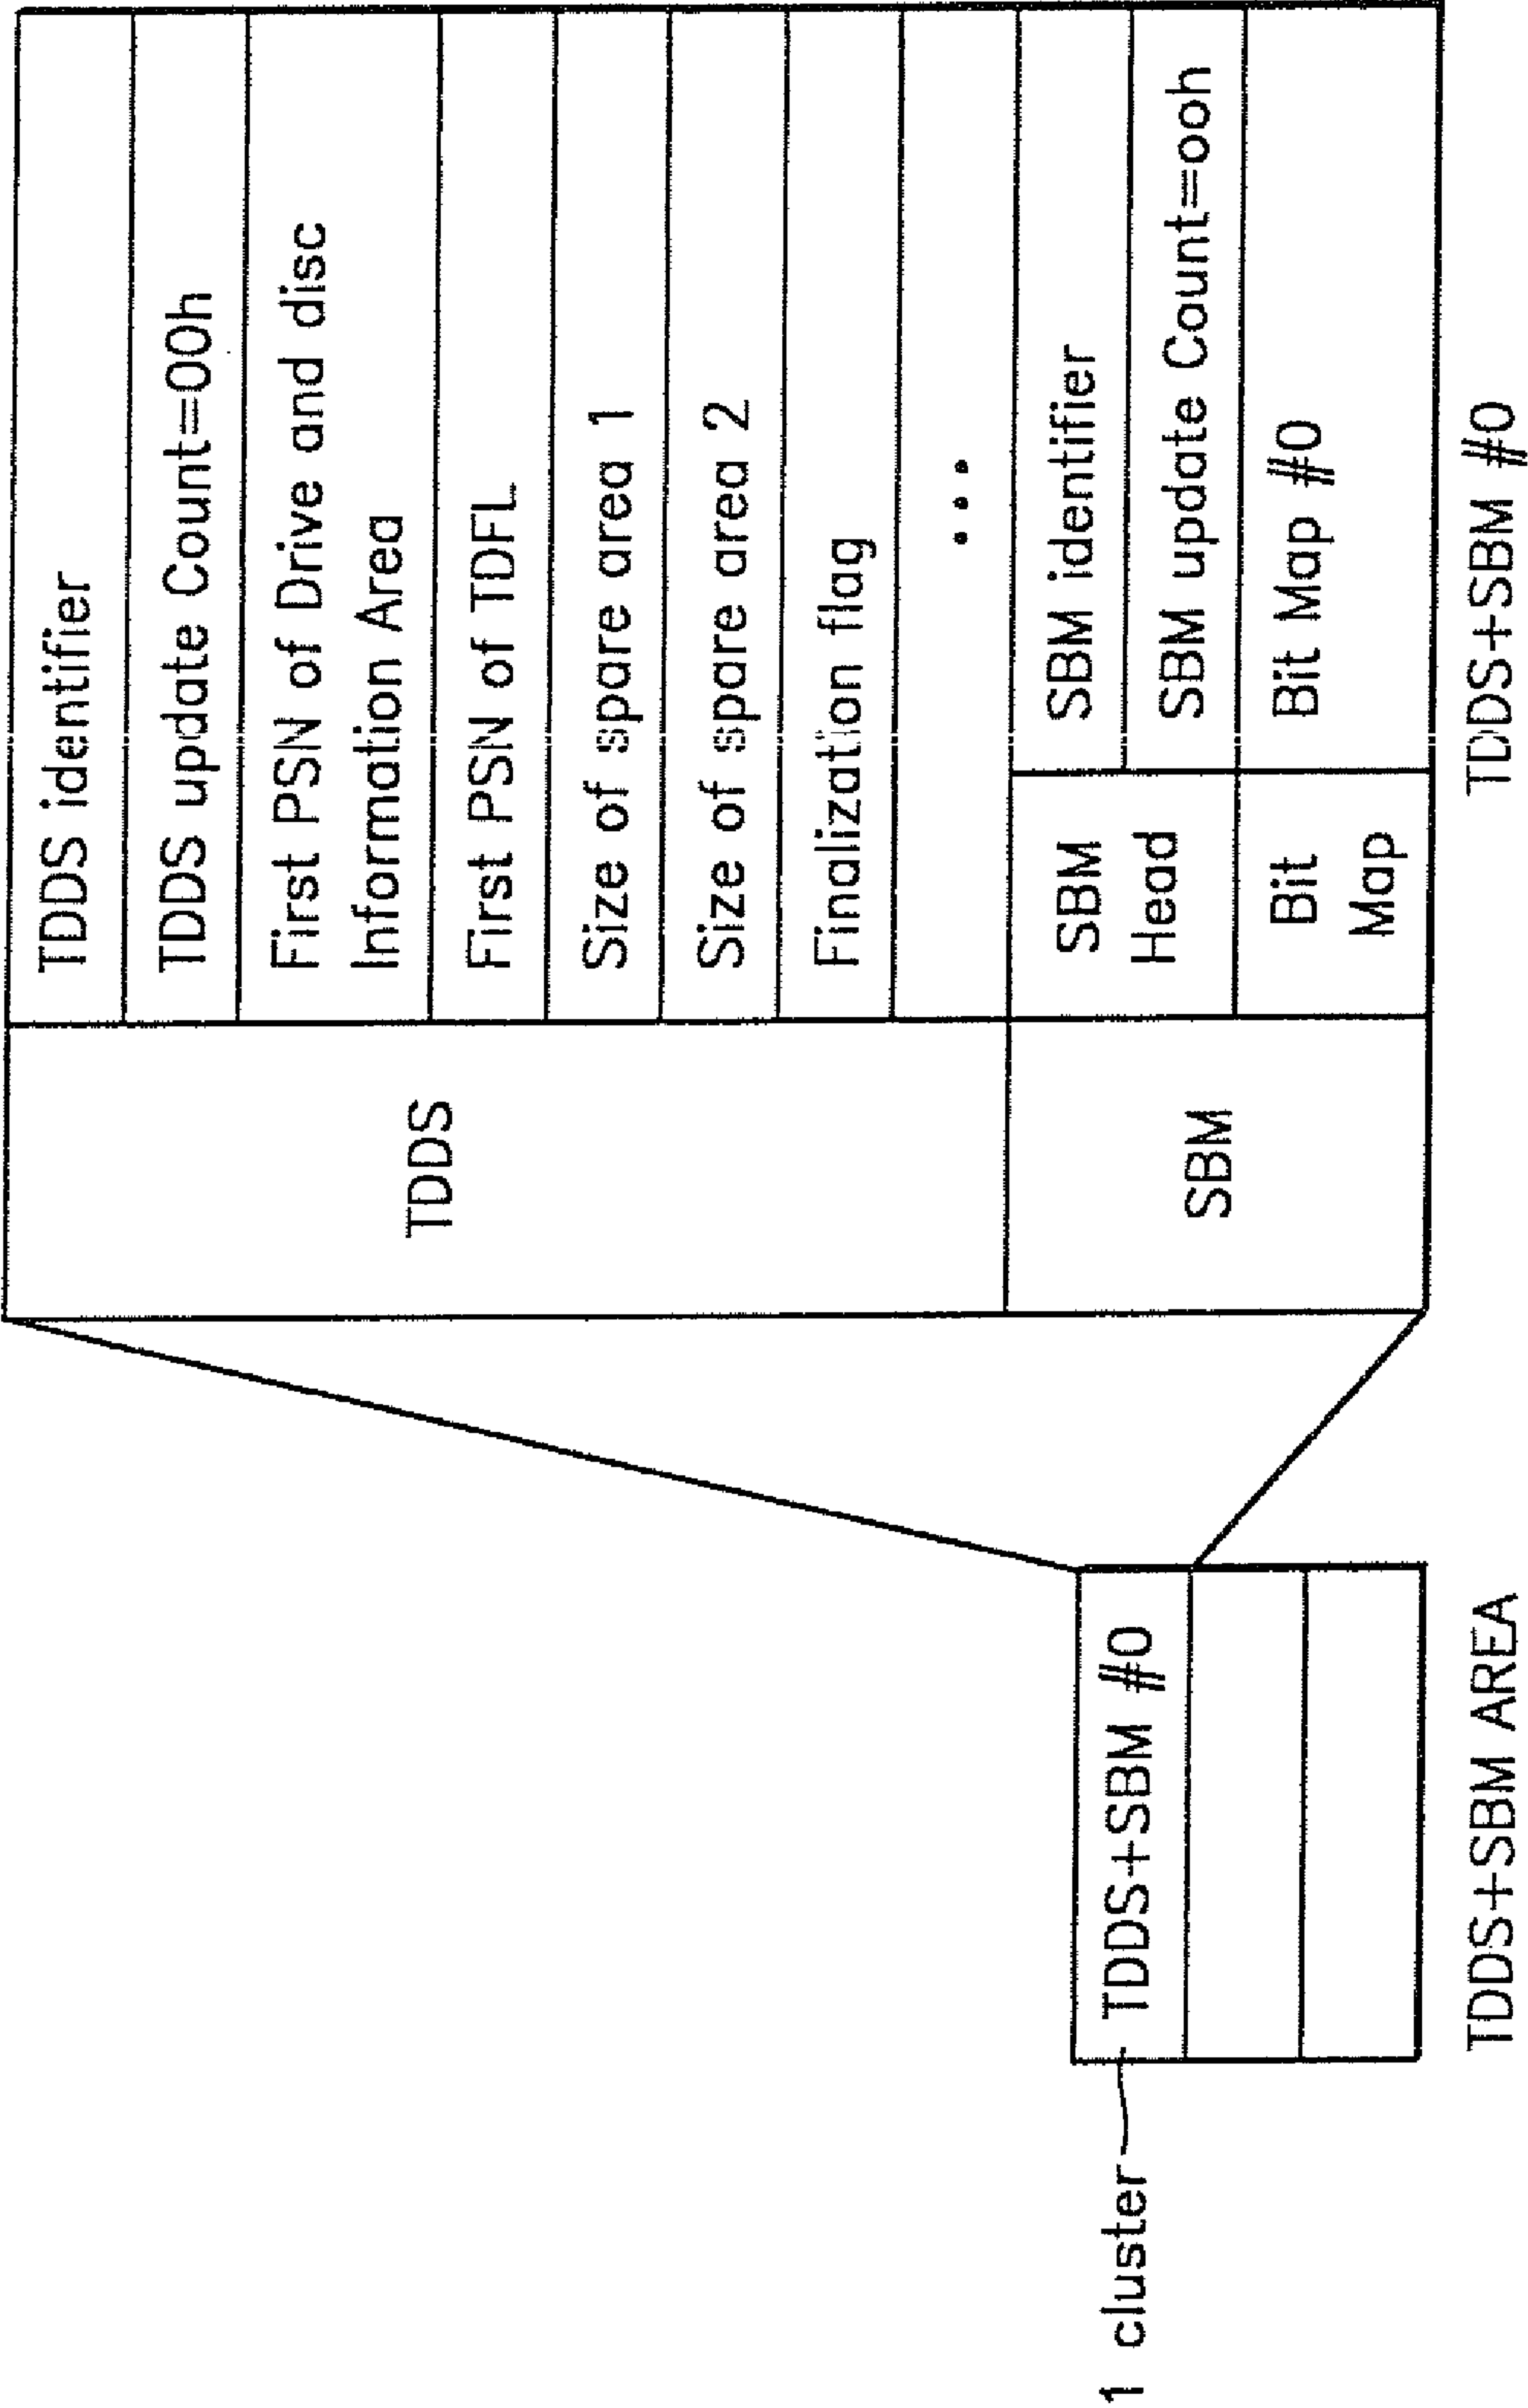 1 cluster
TDDS+SBM #0
TDDS+SBM AREA
TDDS
TDDS identifier
TDDS update Count=00h
First PSN of Drive and disc
Information Area
First PSN of TDFL
Size of spare area 1
Size of spare area 2
Finalization flag
...
SBM
SBM
Head
SBM identifier
SBM update Count=ooh
Bit
Map
Bit Map #0
TDDS+SBM #0